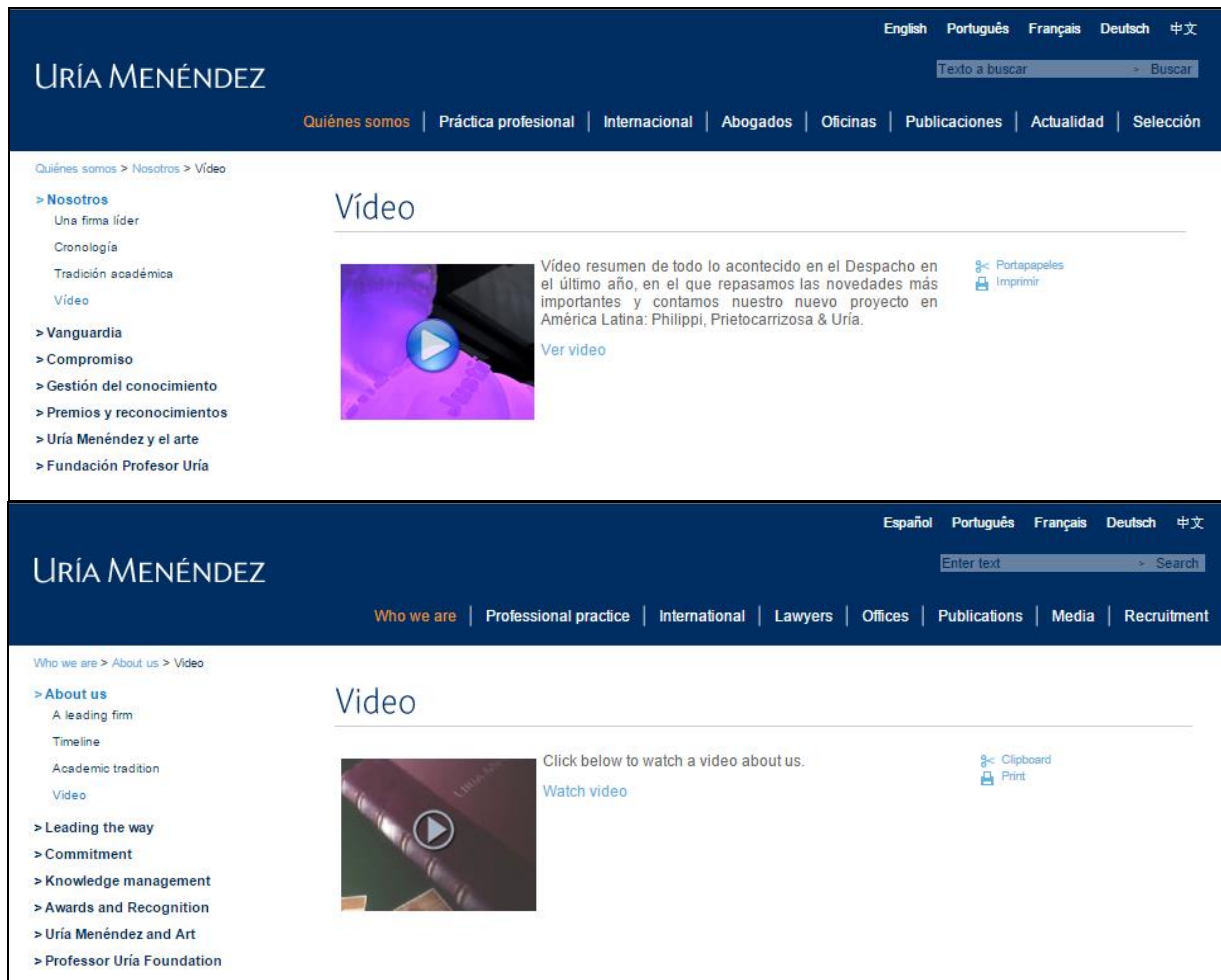 English Português Français Deutsch 中文
URÍA MENÉNDEZ
Texto a buscar > Buscar
Quiénes somos | Práctica profesional | Internacional | Abogados | Oficinas | Publicaciones | Actualidad | Selección
Quiénes somos > Nosotros > Vídeo
> Nosotros
Una firma líder
Cronología
Tradición académica
Vídeo
> Vanguardia
> Compromiso
> Gestión del conocimiento
> Premios y reconocimientos
> Uría Menéndez y el arte
> Fundación Profesor Uría
Vídeo
Vídeo resumen de todo lo acontecido en el Despacho en
el último año, en el que repasamos las novedades más
importantes y contamos nuestro nuevo proyecto en
América Latina: Philippi, Prietocarrizosa & Uría.
Ver video
Portapapeles
Imprimir
Español Português Français Deutsch 中文
URÍA MENÉNDEZ
Enter text > Search
Who we are | Professional practice | International | Lawyers | Offices | Publications | Media | Recruitment
Who we are > About us > Video
> About us
A leading firm
Timeline
Academic tradition
Video
> Leading the way
> Commitment
> Knowledge management
> Awards and Recognition
> Uría Menéndez and Art
> Professor Uría Foundation
Video
Click below to watch a video about us.
Watch video
Clipboard
Print